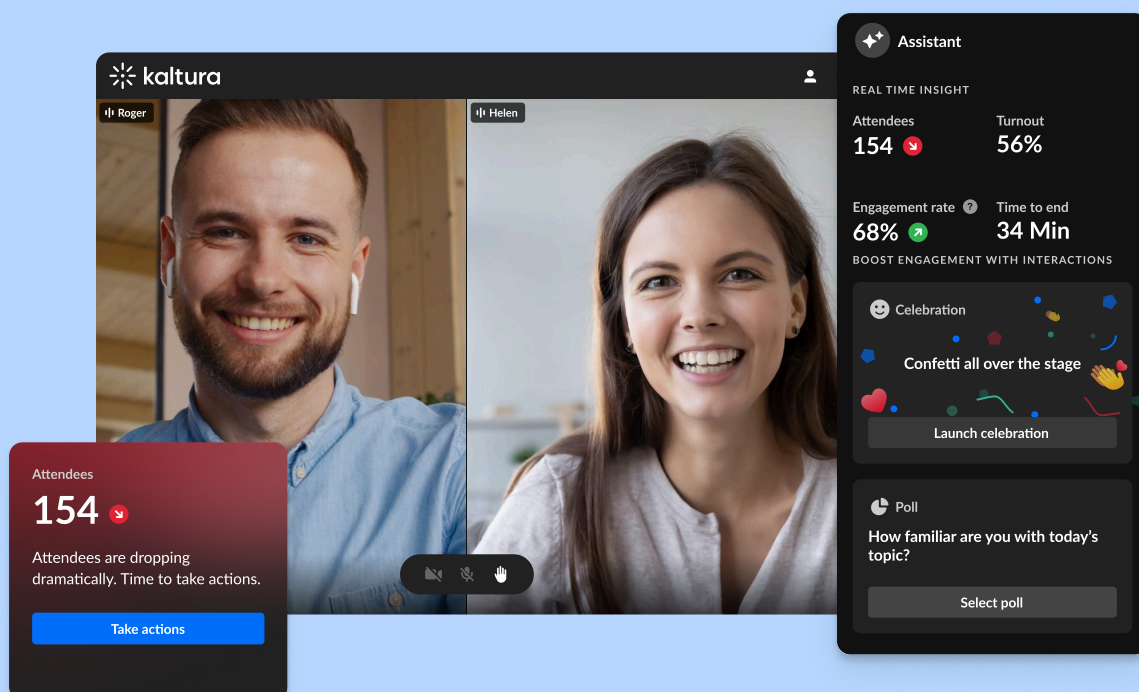 kaltura
Roger
Helen
Attendees
154
Attendees are dropping
dramatically. Time to take actions.
Take actions
Assistant
REAL TIME INSIGHT
Attendees
Turnout
154
56%
Engagement rate ?
Time to end
68%
34 Min
BOOST ENGAGEMENT WITH INTERACTIONS
Celebration
Confetti all over the stage
Launch celebration
Poll
How familiar are you with today’s
topic?
Select poll